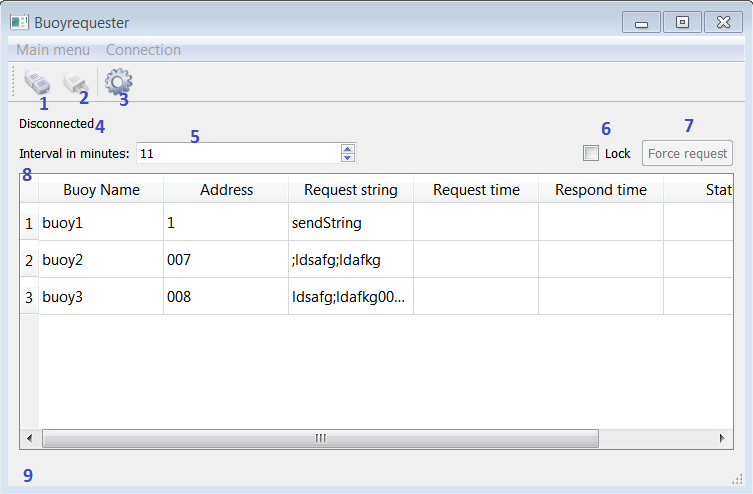 Buoyrequester
Main menu Connection
1 2 3
Disconnected 4
5 6 7
Interval in minutes: 11 Lock Force request
8
Buoy Name Address Request string Request time Respond time Stat
1 buoy1 1 sendString
2 buoy2 007 ;ldsafg;ldafkg
3 buoy3 008 ldsafg;ldafkg00...
9